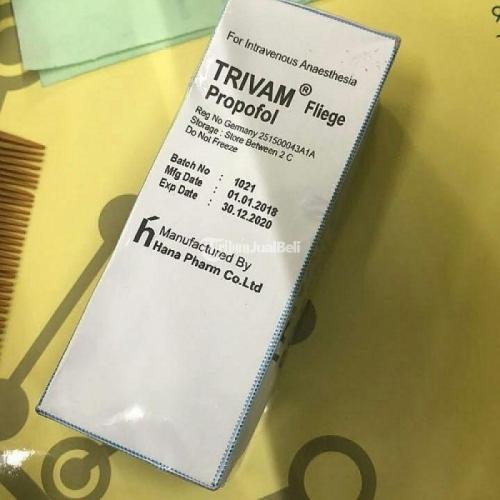 For Intravenous Anaesthesia
TRIVAM® Fliege
Propofol
Reg No Germany 251500043A1A
Storage : Store Between 2 C
Do Not Freeze
Batch No : 1021
Mfg Date : 01.01.2018
Exp Date : 30.12.2020
Manufactured By
Hana Pharm Co.Ltd
JualBeli